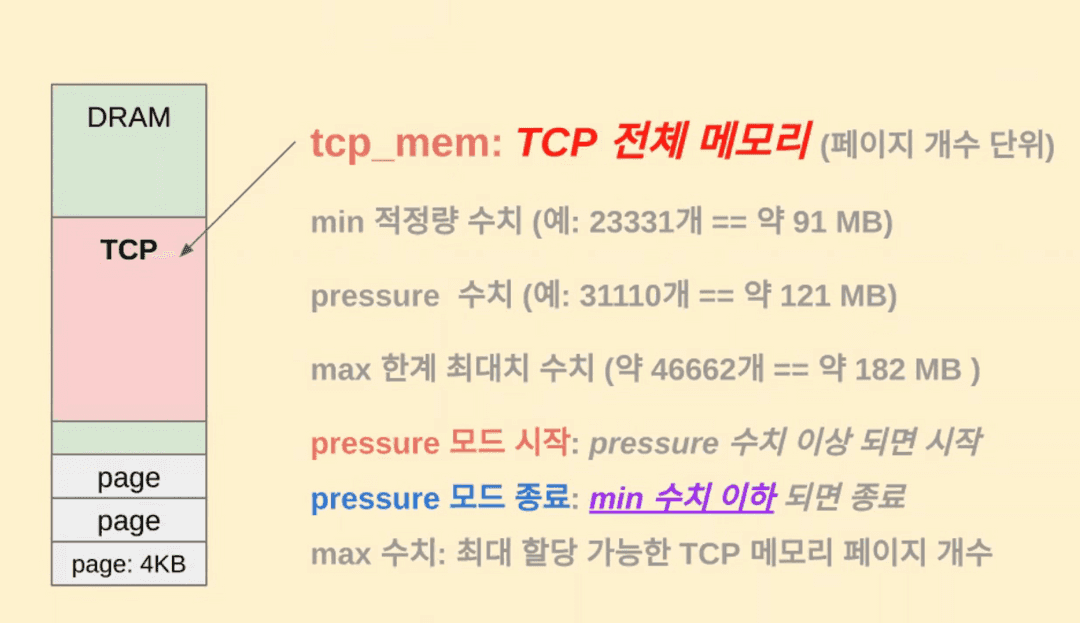 DRAM
TCP
page
page
page: 4KB
tcp_mem: TCP 전체 메모리 (페이지 개수 단위)
min 적정량 수치 (예: 23331개 == 약 91 MB)
pressure 수치 (예: 31110개 == 약 121 MB)
max 한계 최대치 수치 (약 46662개 == 약 182 MB )
pressure 모드 시작: pressure 수치 이상 되면 시작
pressure 모드 종료: min 수치 이하 되면 종료
max 수치: 최대 할당 가능한 TCP 메모리 페이지 개수